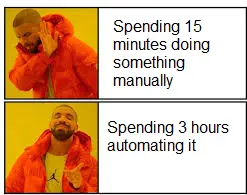 Spending 15
minutes doing
something
manually
Spending 3 hours
automating it